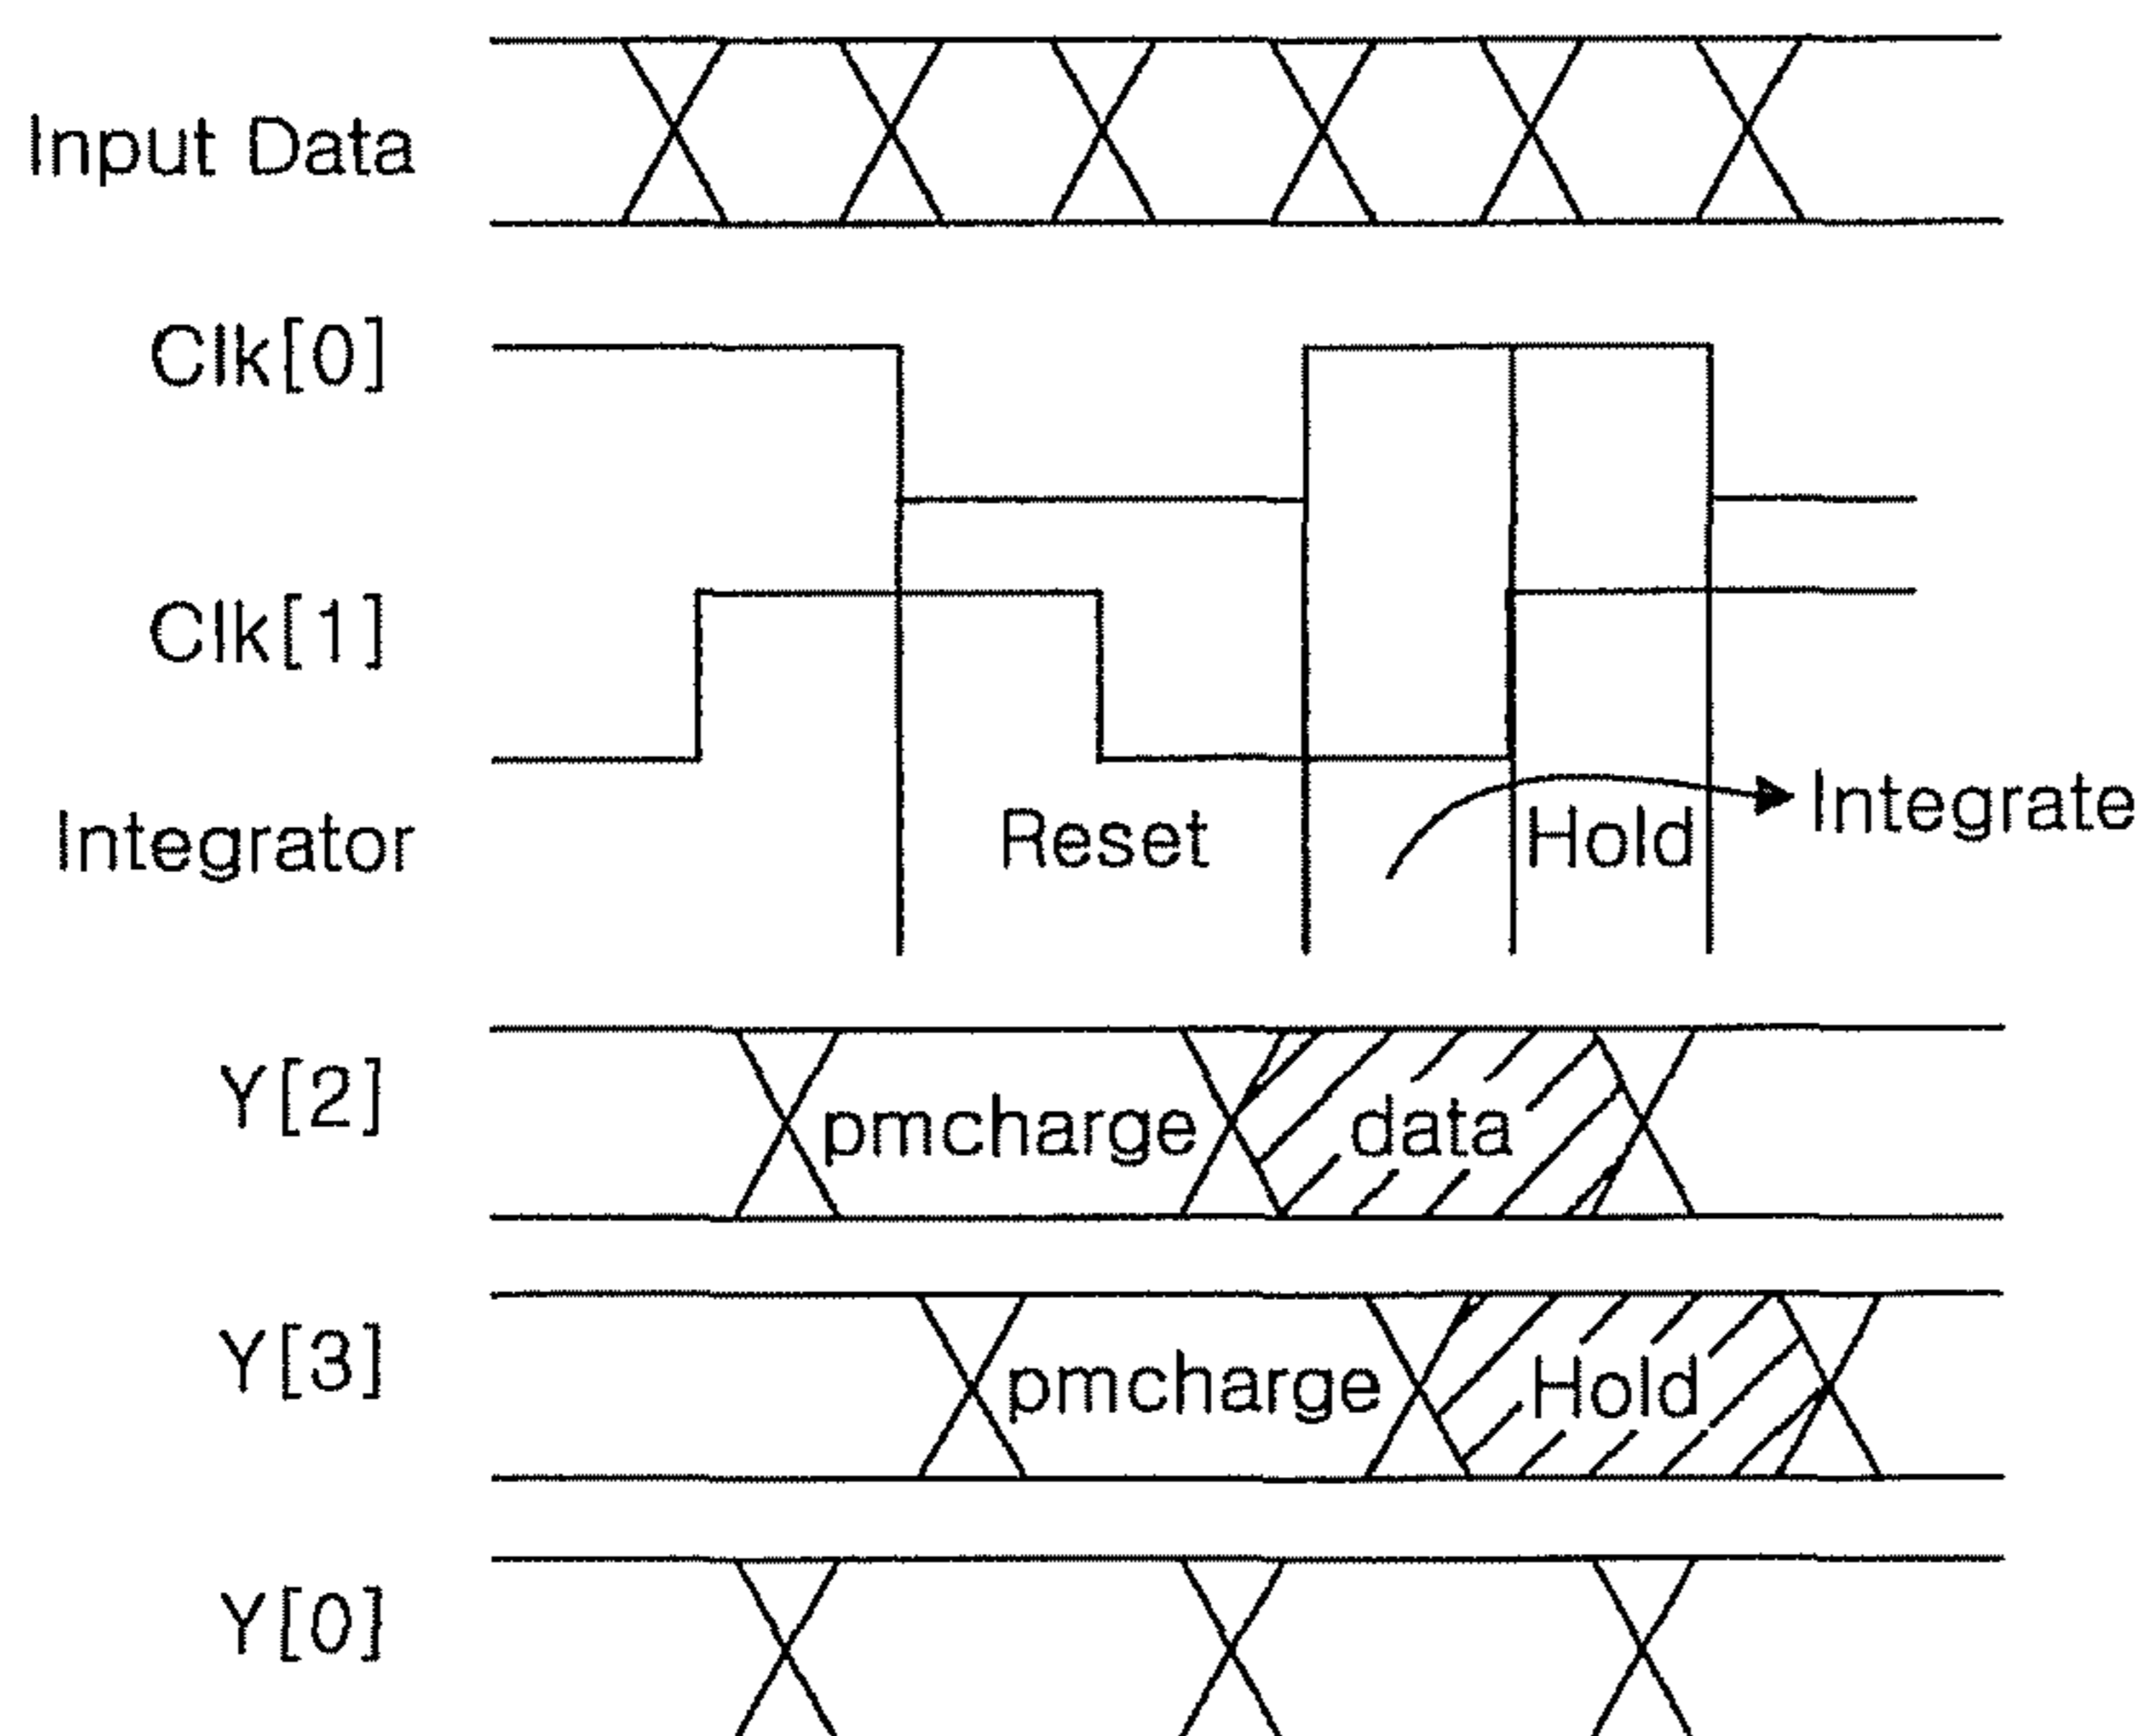 Input Data
Clk[0]
Clk[1]
Integrator Reset Hold Integrate
Y[2] pmcharge data
Y[3] pmcharge Hold
Y[0]